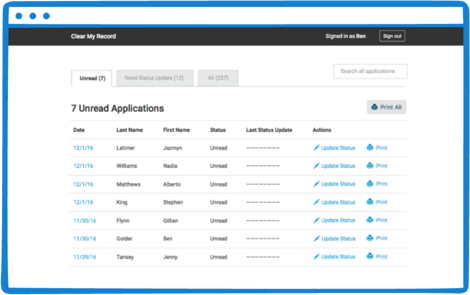 Clear My Record Signed in as Ben Sign out
Unread (7) Need Status Update (12) All (257) Search all applications
7 Unread Applications Print All
Date Last Name First Name Status Last Status Update Actions
12/1/16 Latimer Jazmyn Unread –––––––– Update Status Print
12/1/16 Williams Nadia Unread –––––––– Update Status Print
12/1/16 Matthews Alberto Unread –––––––– Update Status Print
12/1/16 King Stephen Unread –––––––– Update Status Print
11/30/16 Flynn Gillian Unread –––––––– Update Status Print
11/30/16 Golder Ben Unread –––––––– Update Status Print
11/29/16 Tansey Jenny Unread –––––––– Update Status Print